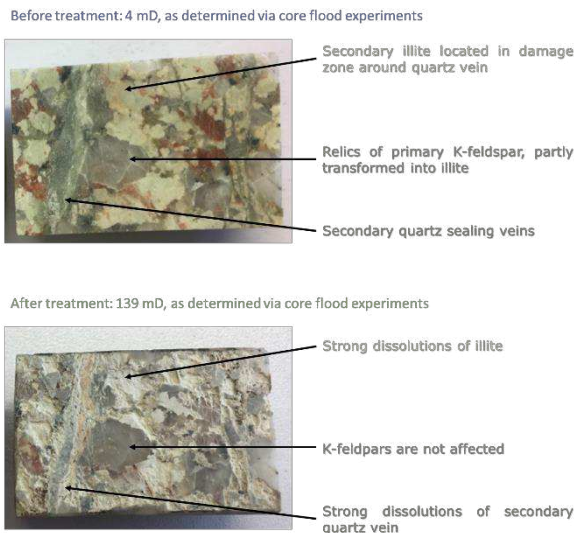 Before treatment: 4 mD, as determined via core flood experiments
Secondary illite located in damage
zone around quartz vein
Relics of primary K-feldspar, partly
transformed into illite
Secondary quartz sealing veins
After treatment: 139 mD, as determined via core flood experiments
Strong dissolutions of illite
K-feldpars are not affected
Strong dissolutions of secondary
quartz vein